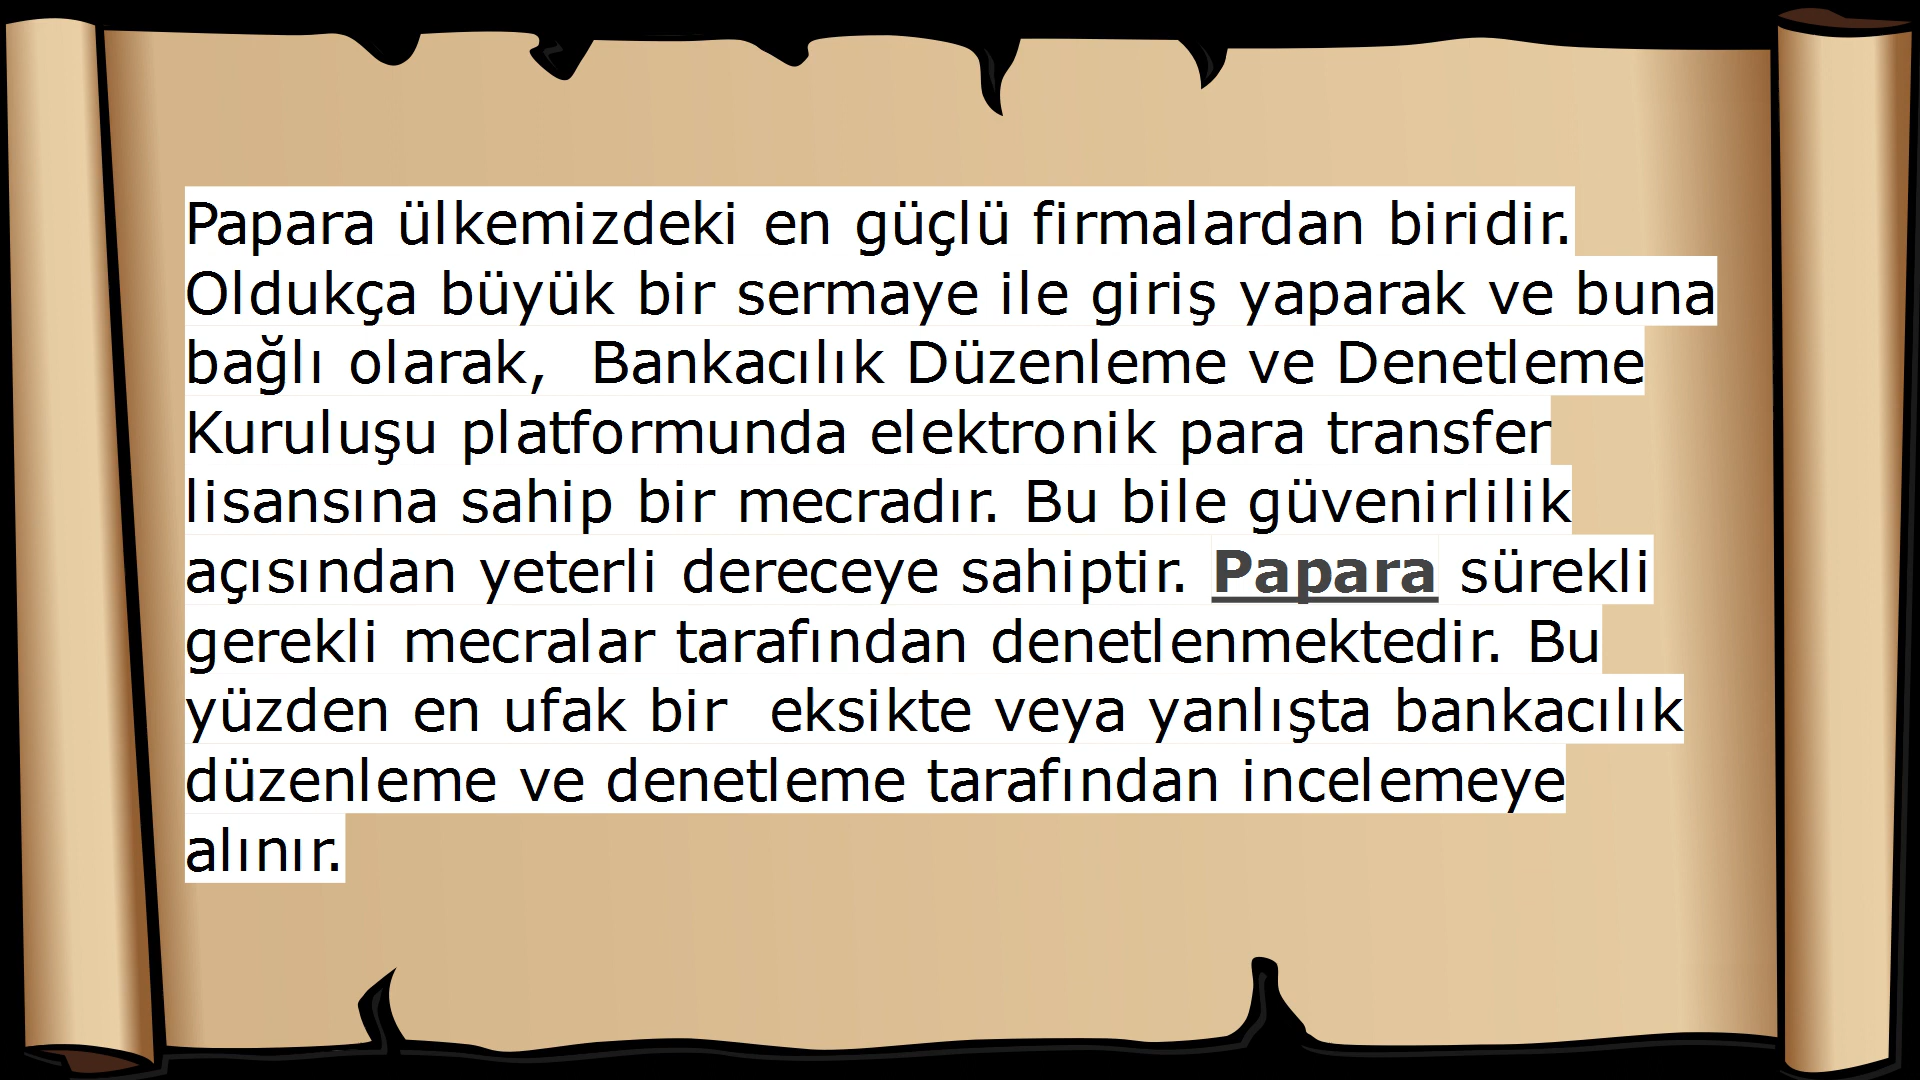 Papara ülkemizdeki en güçlü firmalardan biridir.
Oldukça büyük bir sermaye ile giriş yaparak ve buna
bağlı olarak,  Bankacılık Düzenleme ve Denetleme
Kuruluşu platformunda elektronik para transfer
lisansına sahip bir mecradır. Bu bile güvenirlilik
açısından yeterli dereceye sahiptir. Papara sürekli
gerekli mecralar tarafından denetlenmektedir. Bu
yüzden en ufak bir  eksikte veya yanlışta bankacılık
düzenleme ve denetleme tarafından incelemeye
alınır.